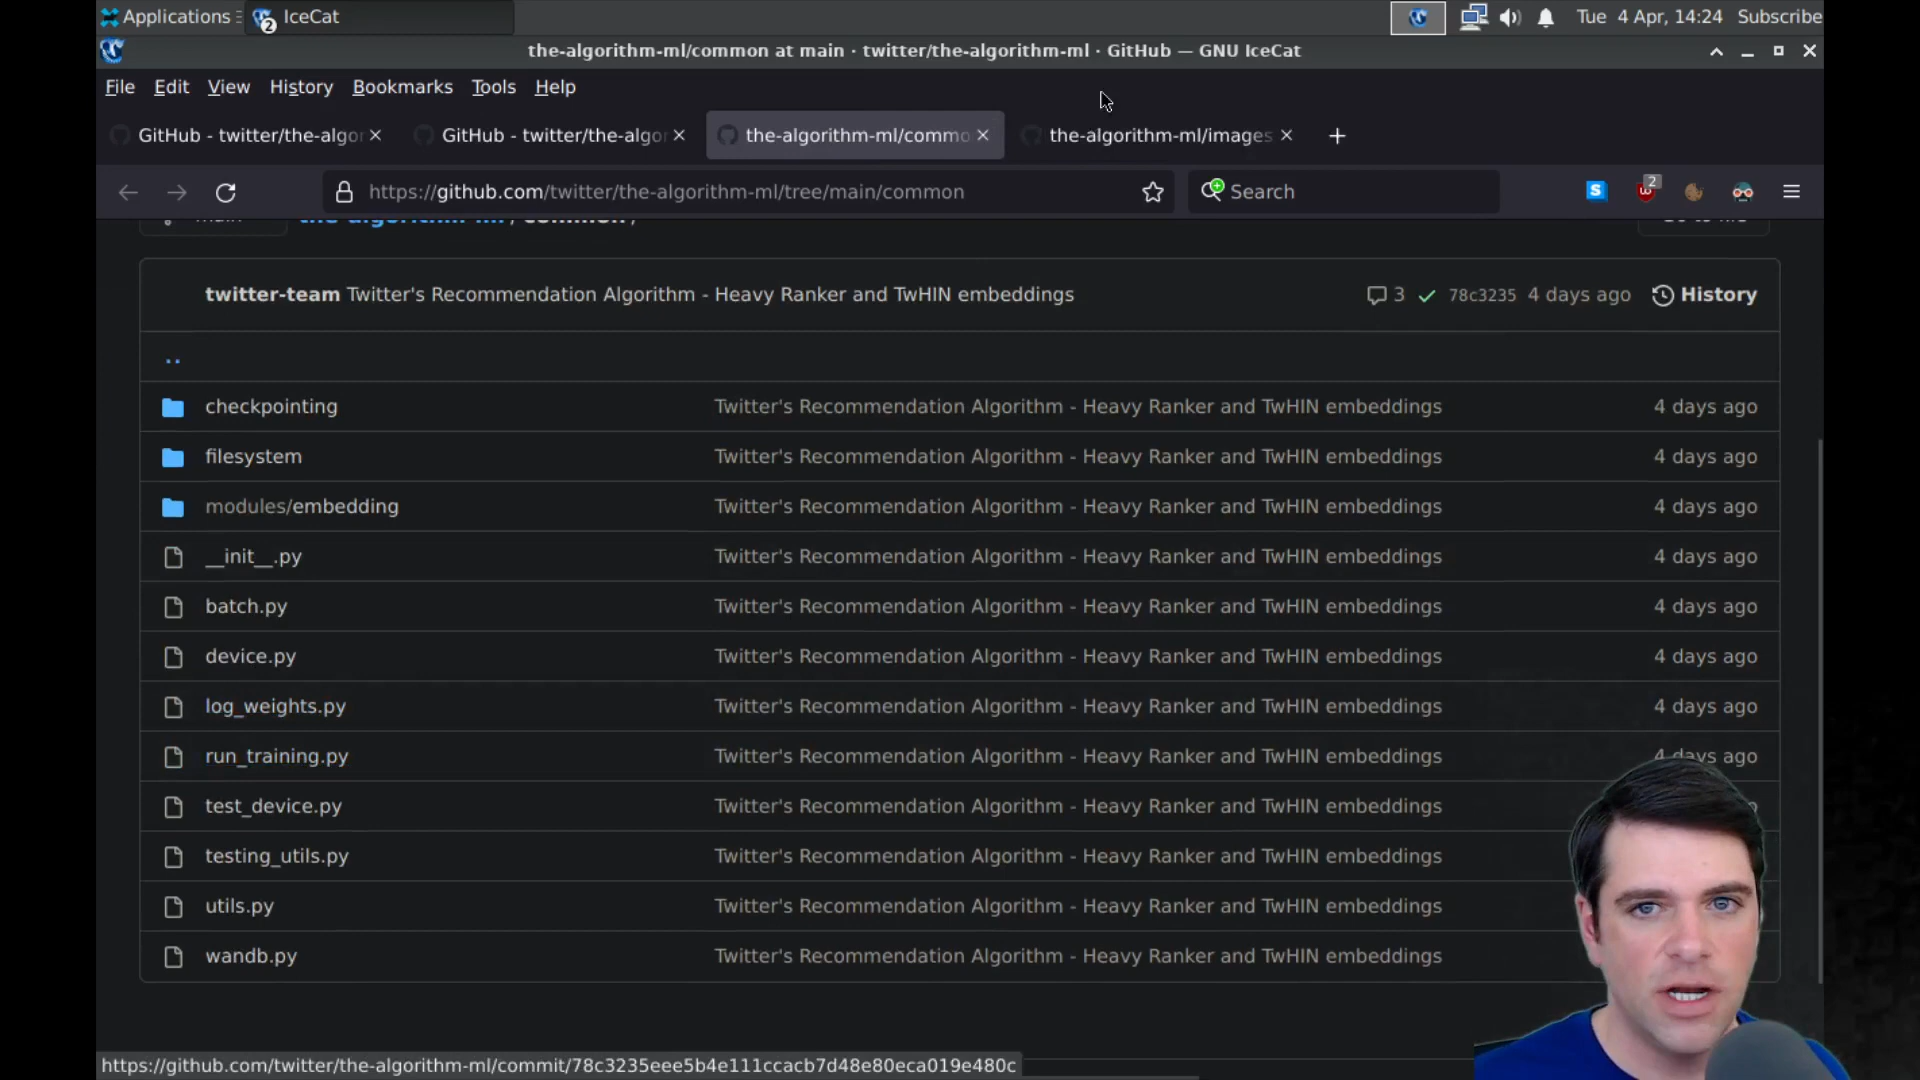 Applications
2 IceCat
Tue 4 Apr, 14:24 Subscribe
the-algorithm-ml/common at main · twitter/the-algorithm-ml · GitHub — GNU IceCat
File Edit View History Bookmarks Tools Help
GitHub - twitter/the-algo
GitHub - twitter/the-algor
the-algorithm-ml/commo
the-algorithm-ml/images
https://github.com/twitter/the-algorithm-ml/tree/main/common
Search
S
2
main the-algorithm-ml / common /
Go to file
twitter-team Twitter's Recommendation Algorithm - Heavy Ranker and TwHIN embeddings 3 78c3235 4 days ago History
..
checkpointing Twitter's Recommendation Algorithm - Heavy Ranker and TwHIN embeddings 4 days ago
filesystem Twitter's Recommendation Algorithm - Heavy Ranker and TwHIN embeddings 4 days ago
modules/embedding Twitter's Recommendation Algorithm - Heavy Ranker and TwHIN embeddings 4 days ago
__init__.py Twitter's Recommendation Algorithm - Heavy Ranker and TwHIN embeddings 4 days ago
batch.py Twitter's Recommendation Algorithm - Heavy Ranker and TwHIN embeddings 4 days ago
device.py Twitter's Recommendation Algorithm - Heavy Ranker and TwHIN embeddings 4 days ago
log_weights.py Twitter's Recommendation Algorithm - Heavy Ranker and TwHIN embeddings 4 days ago
run_training.py Twitter's Recommendation Algorithm - Heavy Ranker and TwHIN embeddings 4 days ago
test_device.py Twitter's Recommendation Algorithm - Heavy Ranker and TwHIN embeddings
testing_utils.py Twitter's Recommendation Algorithm - Heavy Ranker and TwHIN embeddings
utils.py Twitter's Recommendation Algorithm - Heavy Ranker and TwHIN embeddings
wandb.py Twitter's Recommendation Algorithm - Heavy Ranker and TwHIN embeddings
https://github.com/twitter/the-algorithm-ml/commit/78c3235eee5b4e111ccacb7d48e80eca019e480c